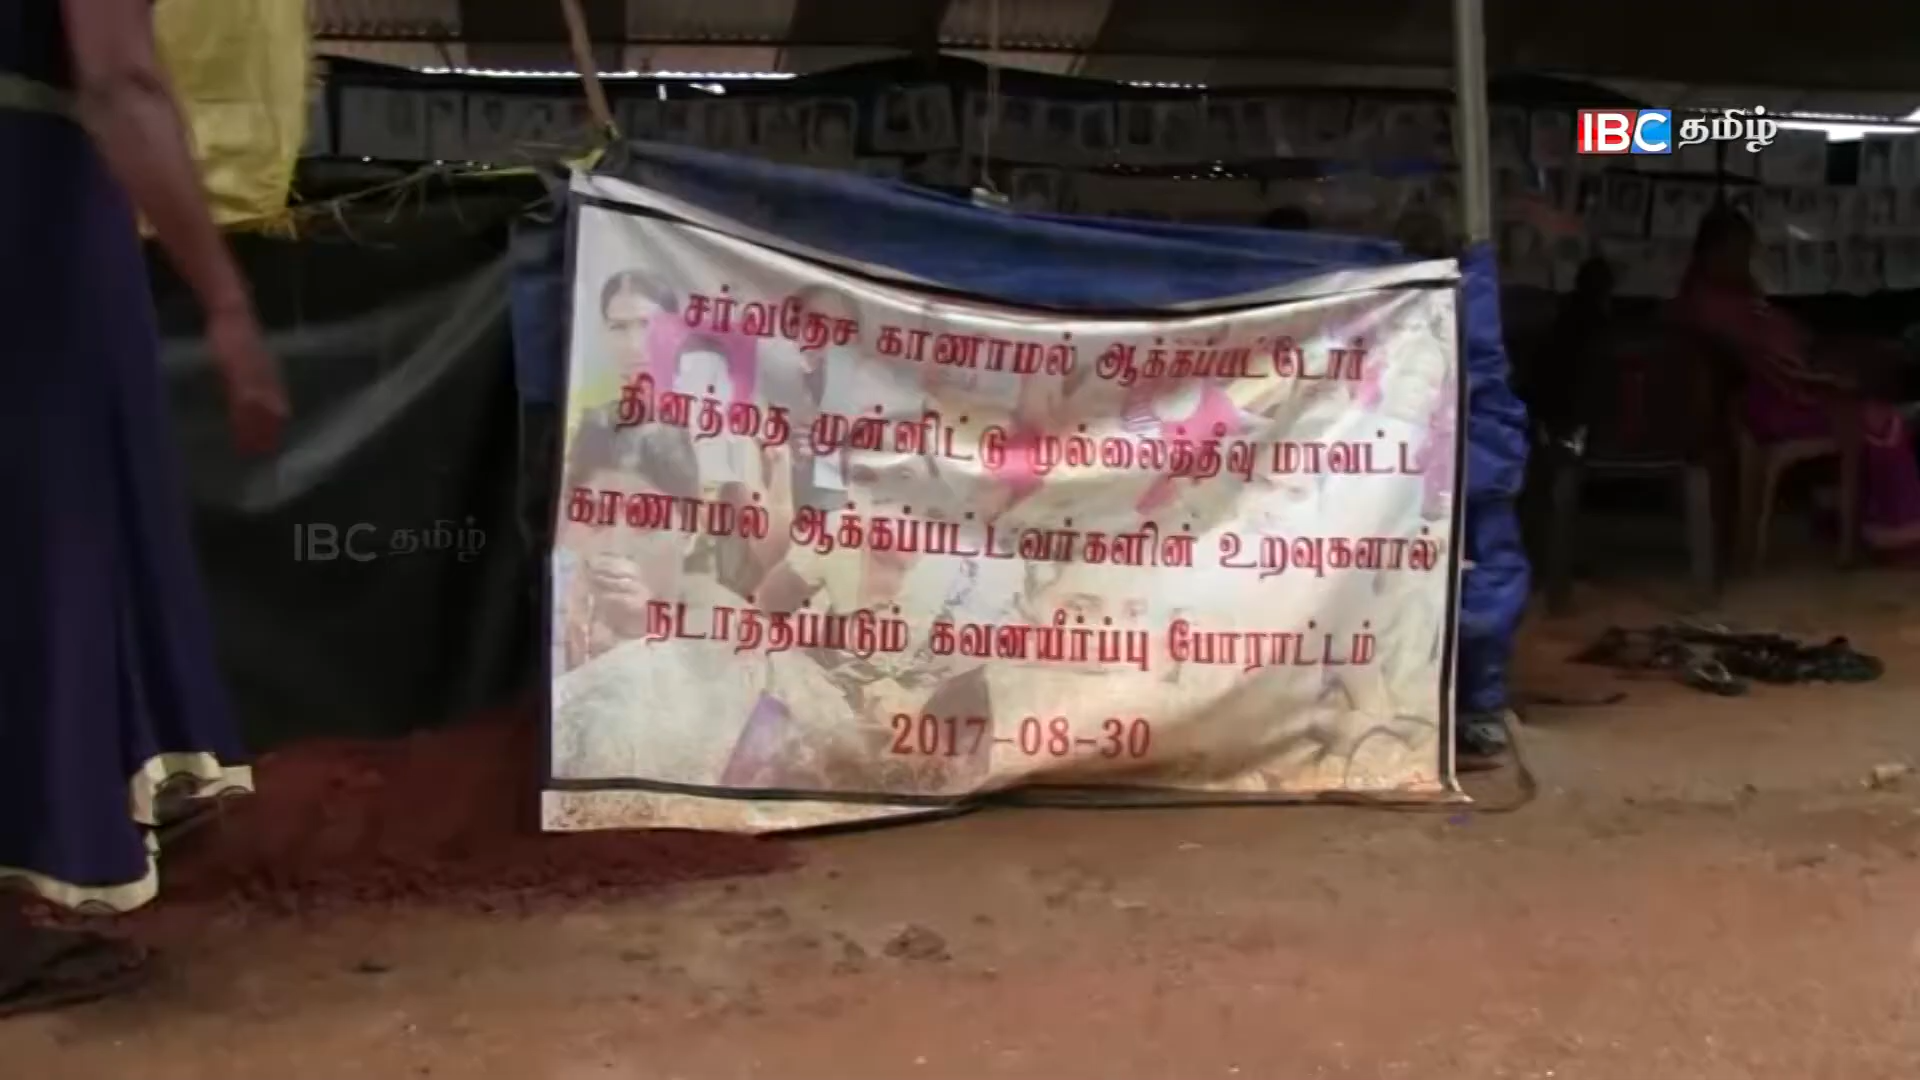 IBC தமிழ்
சர்வதேச காணாமல் ஆக்கப்பட்டோர்
தினத்தை முன்னிட்டு முல்லைத்தீவு மாவட்ட
காணாமல் ஆக்கப்பட்டவர்களின் உறவுகளால்
நடாத்தப்படும் கவனயீர்ப்பு போராட்டம்
2017-08-30
IBC தமிழ்